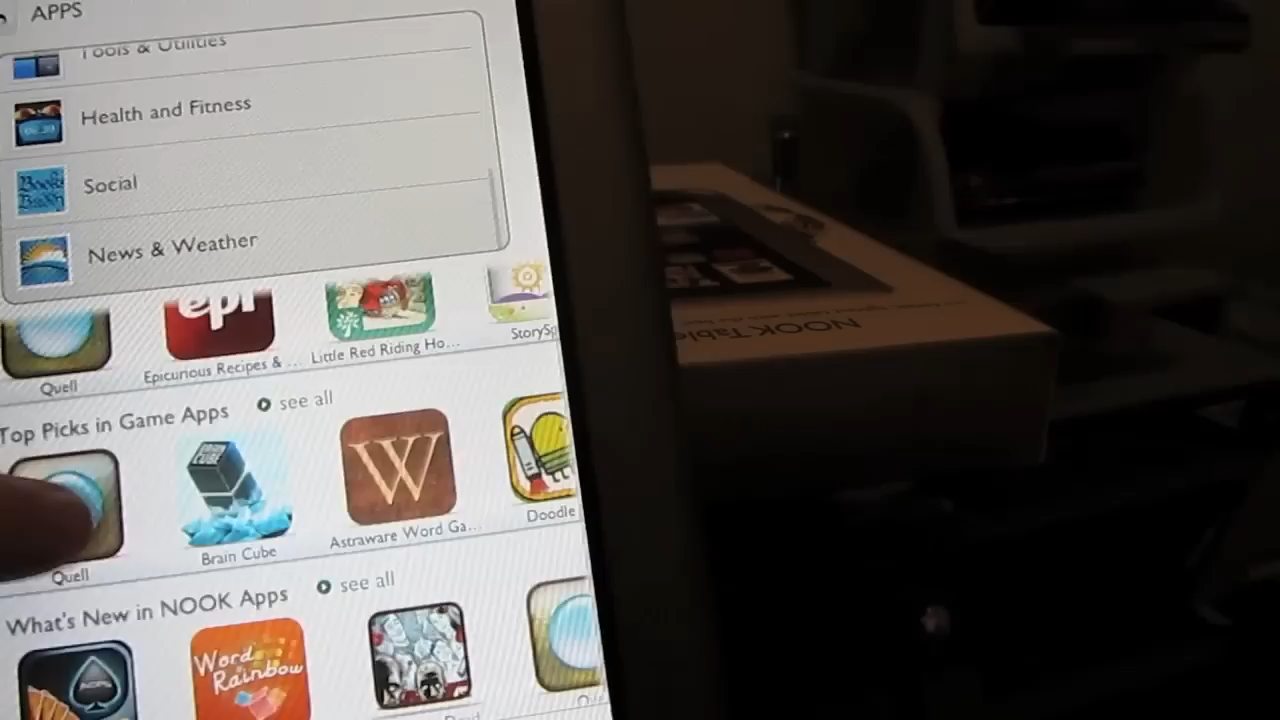 APPS
Tools & Utilities
Health and Fitness
Social
News & Weather
epi
Quell
Epicurious Recipes & ...
Little Red Riding Ho...
StorySp
Top Picks in Game Apps
see all
W
Quell
Brain Cube
Astraware Word Ga...
Doodle
What's New in NOOK Apps
see all
Word
Rainbow
NOOK Table